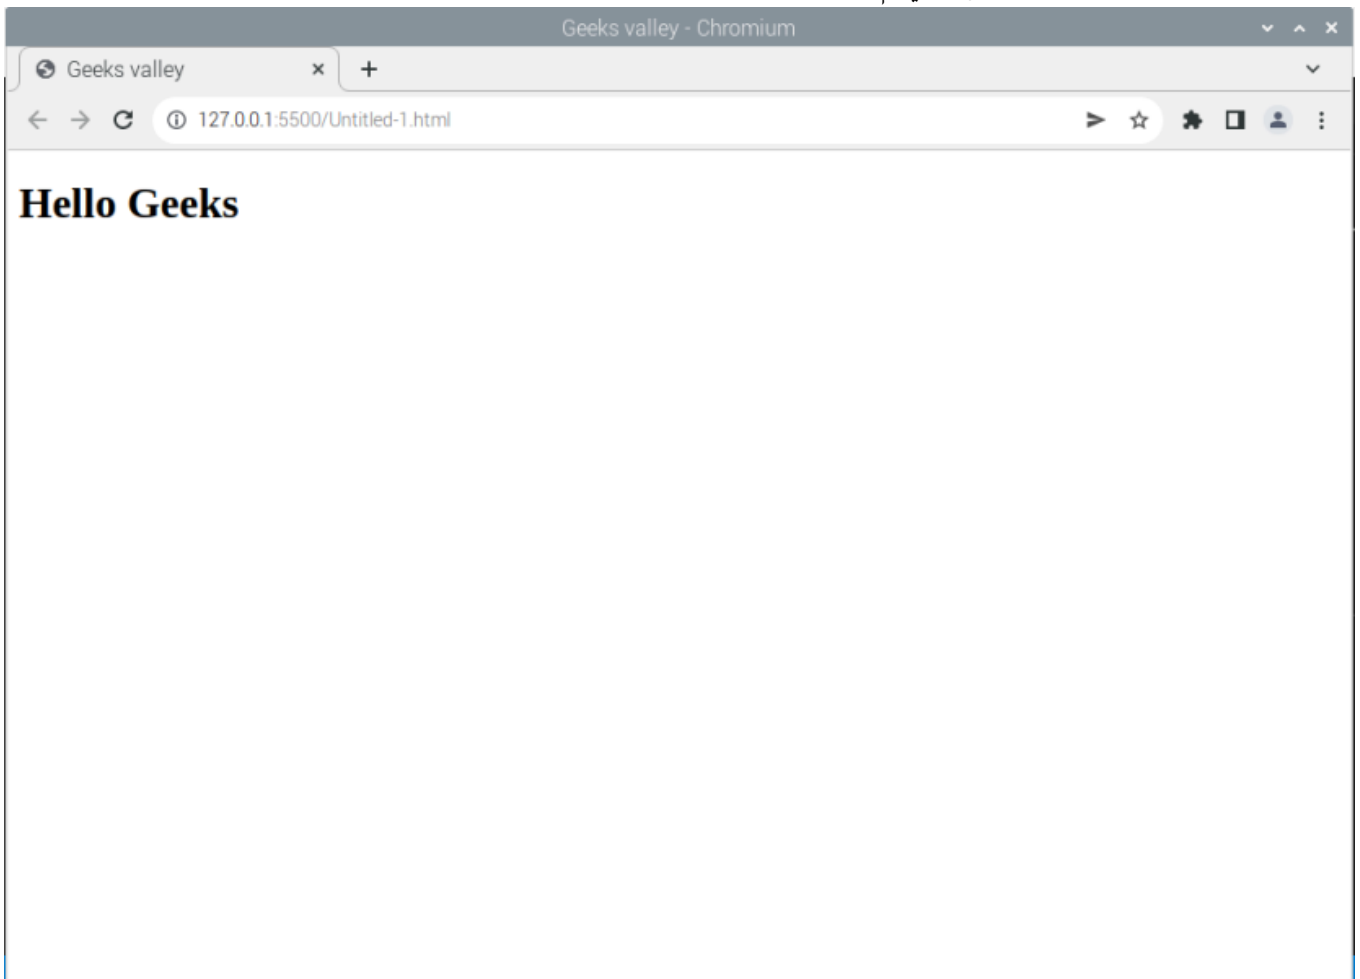 Geeks valley - Chromium
Geeks valley
127.0.0.1:5500/Untitled-1.html
Hello Geeks